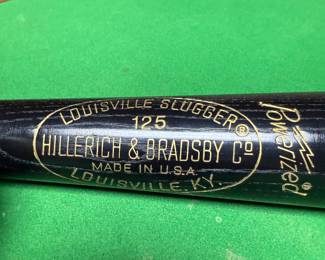 LOUISVILLE SLUGGER®
125
HILLERICH & BRADSBY Cº
MADE IN U.S.A.
LOUISVILLE, KY.
Powerized®